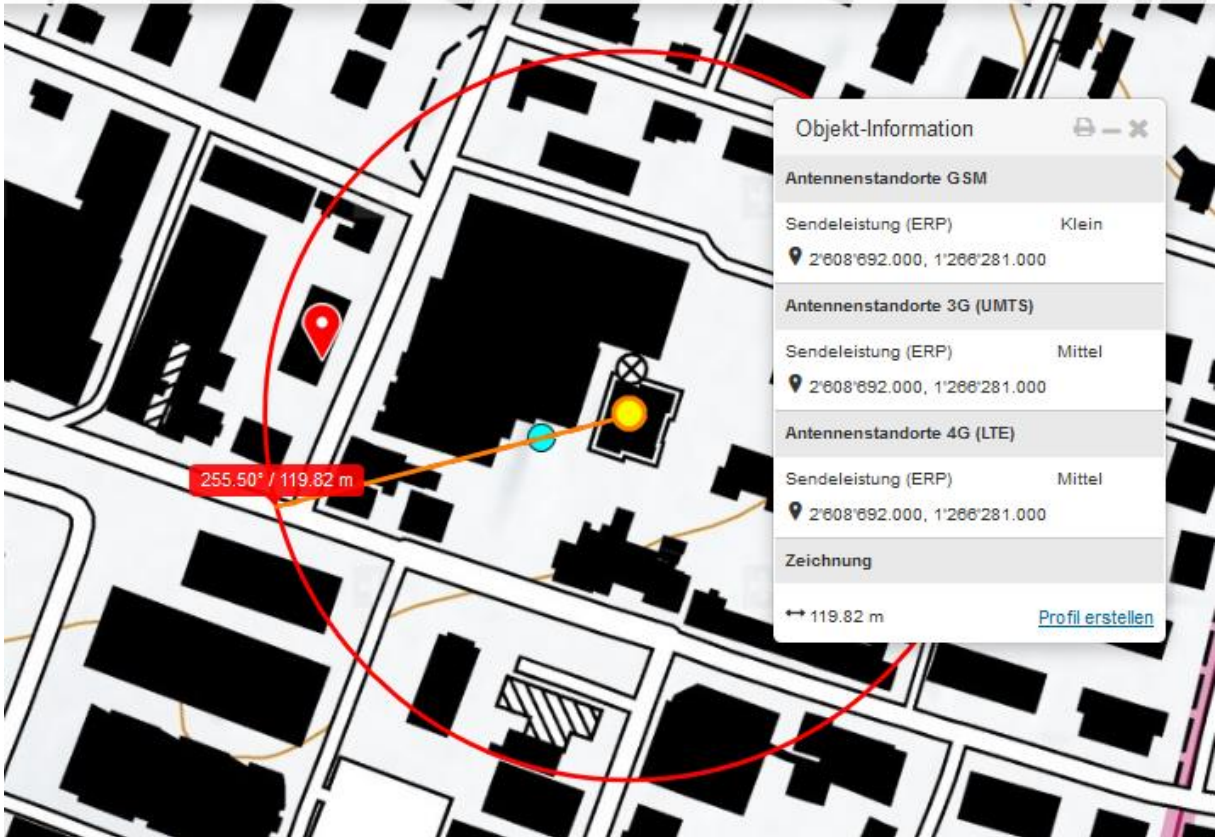 Objekt-Information
Antennenstandorte GSM
Sendeleistung (ERP) Klein
2'608'692.000, 1'266'281.000
Antennenstandorte 3G (UMTS)
Sendeleistung (ERP) Mittel
2'608'692.000, 1'266'281.000
Antennenstandorte 4G (LTE)
Sendeleistung (ERP) Mittel
2'608'692.000, 1'266'281.000
Zeichnung
↔ 119.82 m Profil erstellen
255.50° / 119.82 m